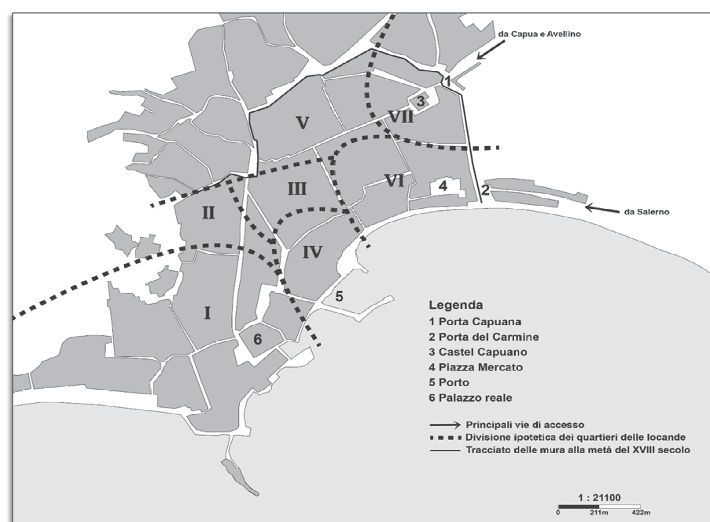 da Capua e Avellino
1
3
V
VII
VI
4
2
III
II
da Salerno
IV
5
I
6
Legenda
1 Porta Capuana
2 Porta del Carmine
3 Castel Capuano
4 Piazza Mercato
5 Porto
6 Palazzo reale
Principali vie di accesso
Divisione ipotetica dei quartieri delle locande
Tracciato delle mura alla metà del XVIII secolo
1 : 21100
0 211m 422m